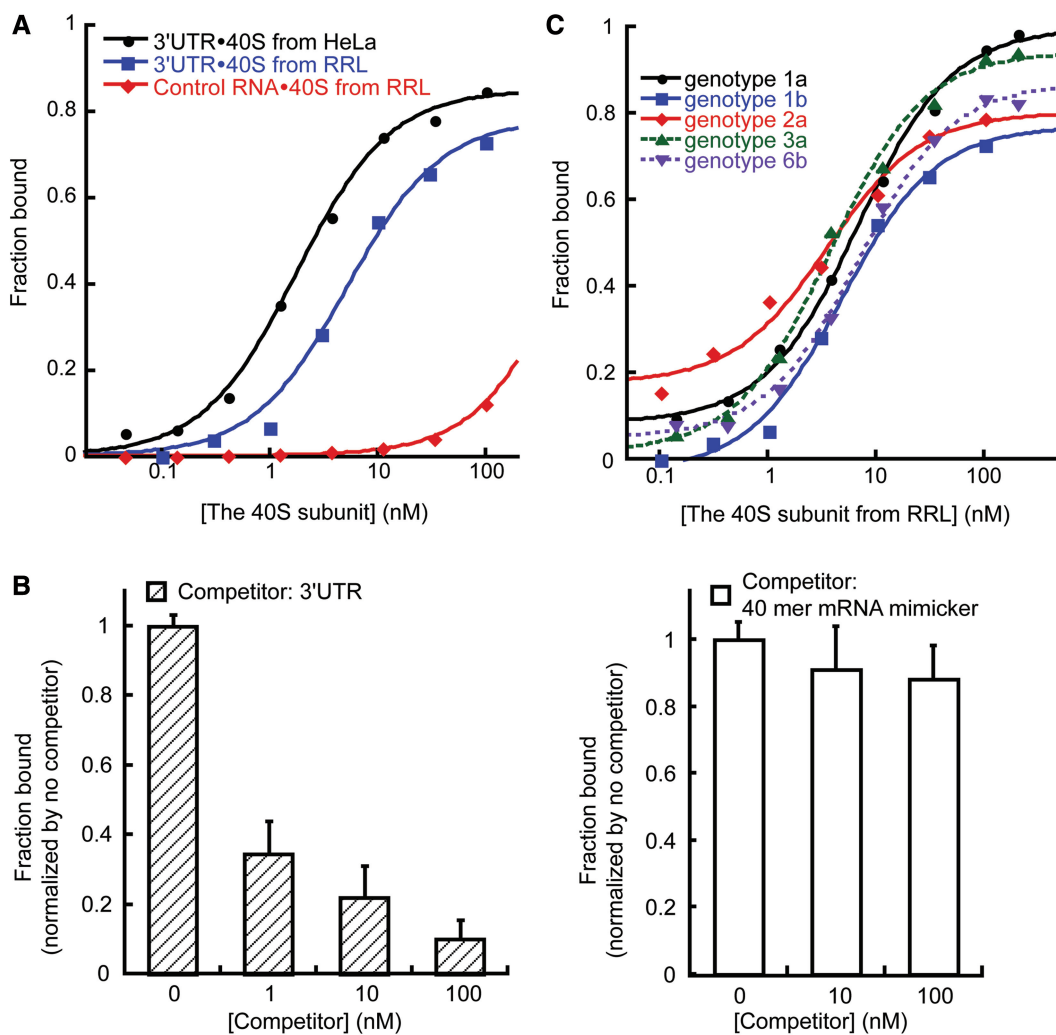 A
1
0.8
0.6
0.4
0.2
0
Fraction bound
3'UTR•40S from HeLa
3'UTR•40S from RRL
Control RNA•40S from RRL
0.1
1
10
100
[The 40S subunit] (nM)
C
1
0.8
0.6
0.4
0.2
0
Fraction bound
genotype 1a
genotype 1b
genotype 2a
genotype 3a
genotype 6b
0.1
1
10
100
[The 40S subunit from RRL] (nM)
B
Competitor: 3'UTR
1
0.8
0.6
0.4
0.2
0
Fraction bound
(normalized by no competitor)
0
1
10
100
[Competitor] (nM)
Competitor:
40 mer mRNA mimicker
1
0.8
0.6
0.4
0.2
0
Fraction bound
(normalized by no competitor)
0
10
100
[Competitor] (nM)